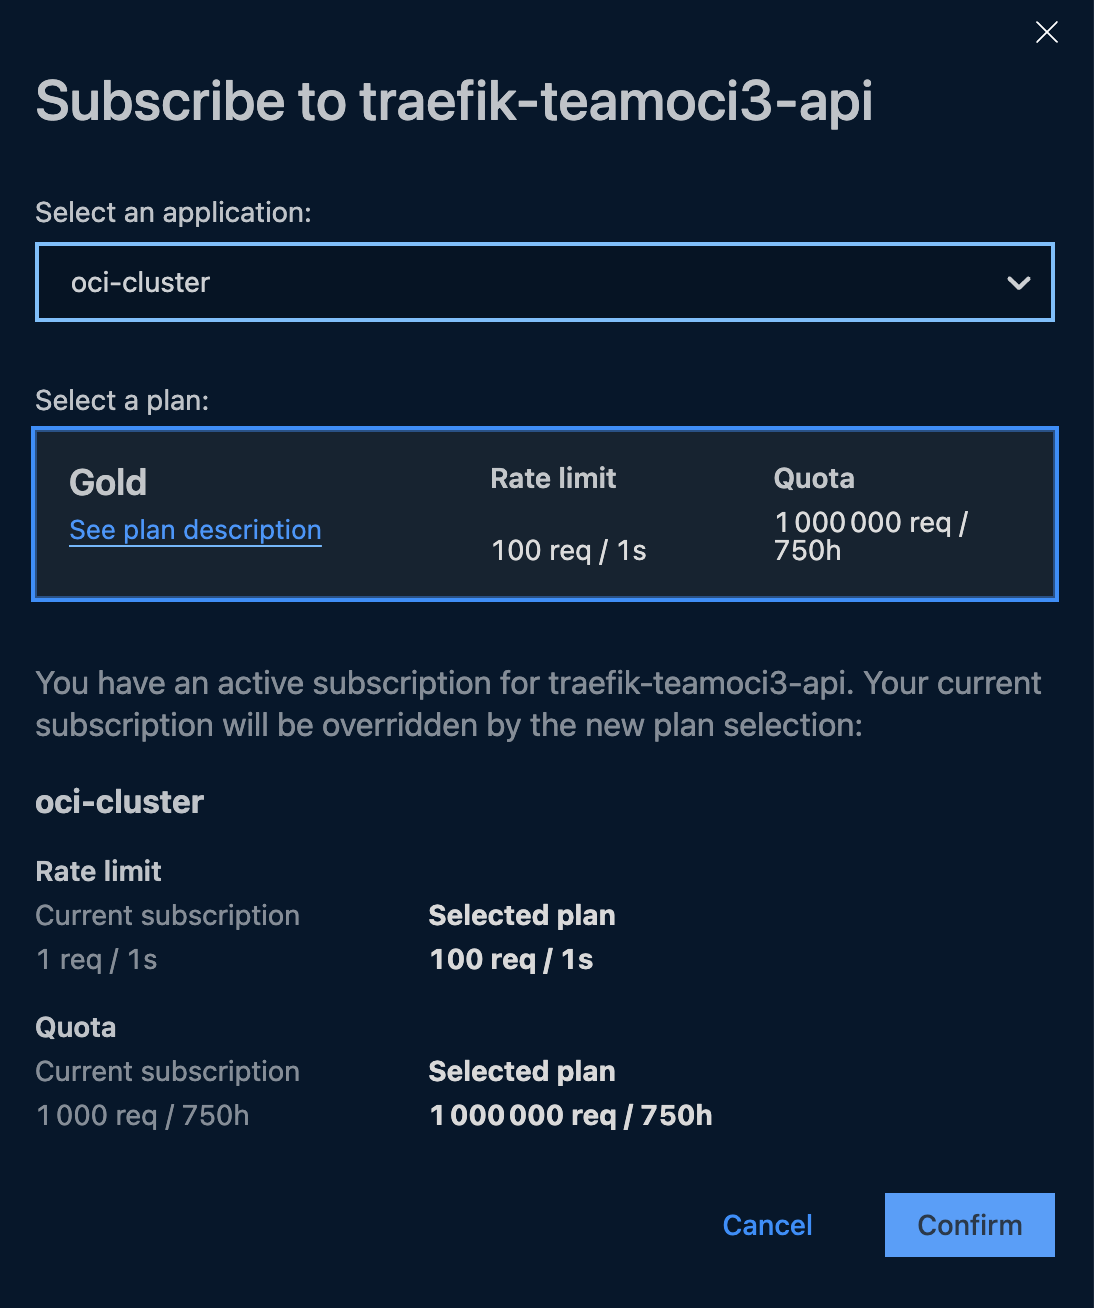 Subscribe to traefik-teamoci3-api
Select an application:
oci-cluster
Select a plan:
Gold
See plan description
Rate limit
100 req / 1s
Quota
1 000 000 req /
750h
You have an active subscription for traefik-teamoci3-api. Your current
subscription will be overridden by the new plan selection:
oci-cluster
Rate limit
Current subscription
Selected plan
1 req / 1s
100 req / 1s
Quota
Current subscription
Selected plan
1 000 req / 750h
1 000 000 req / 750h
Cancel
Confirm